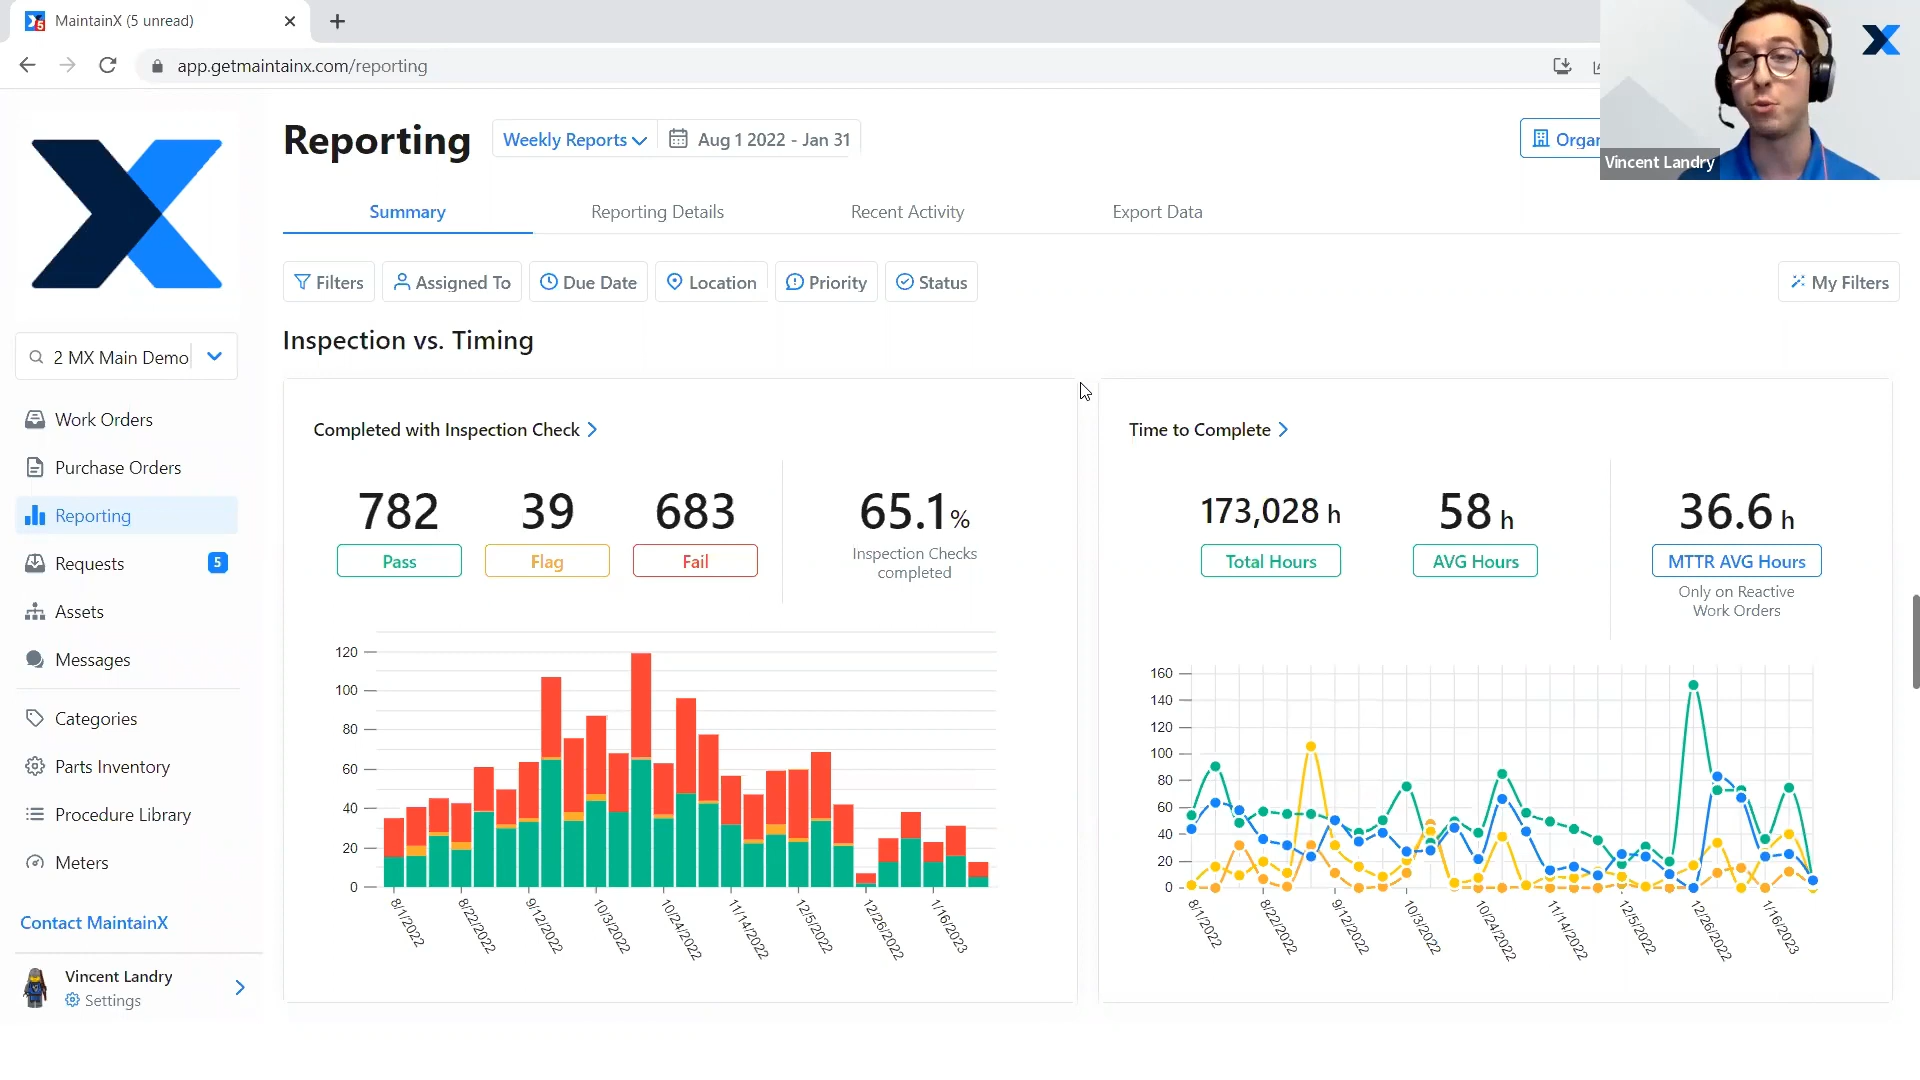 MaintainX (5 unread)
app.getmaintainx.com/reporting
Vincent Landry
Reporting
Weekly Reports
Aug 1 2022 - Jan 31
Organ
Summary
Reporting Details
Recent Activity
Export Data
Filters
Assigned To
Due Date
Location
Priority
Status
My Filters
2 MX Main Demo
Work Orders
Purchase Orders
Reporting
Requests
5
Assets
Messages
Categories
Parts Inventory
Procedure Library
Meters
Contact MaintainX
Vincent Landry
Settings
Inspection vs. Timing
Completed with Inspection Check
782
39
683
65.1%
Pass
Flag
Fail
Inspection Checks
completed
120
100
80
60
40
20
0
8/1/2022
8/22/2022
9/12/2022
10/3/2022
10/24/2022
11/14/2022
12/5/2022
12/26/2022
1/16/2023
Time to Complete
173,028 h
58 h
36.6 h
Total Hours
AVG Hours
MTTR AVG Hours
Only on Reactive
Work Orders
160
140
120
100
80
60
40
20
0
8/1/2022
8/22/2022
9/12/2022
10/3/2022
10/24/2022
11/14/2022
12/5/2022
12/26/2022
1/16/2023